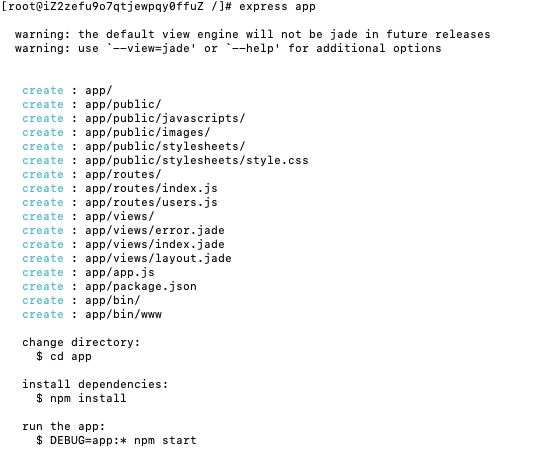 [root@iZ2zefu9o7qtjewpqy0ffuZ /]# express app
warning: the default view engine will not be jade in future releases
warning: use `--view=jade' or `--help' for additional options
create : app/
create : app/public/
create : app/public/javascripts/
create : app/public/images/
create : app/public/stylesheets/
create : app/public/stylesheets/style.css
create : app/routes/
create : app/routes/index.js
create : app/routes/users.js
create : app/views/
create : app/views/error.jade
create : app/views/index.jade
create : app/views/layout.jade
create : app/app.js
create : app/package.json
create : app/bin/
create : app/bin/www
change directory:
$ cd app
install dependencies:
$ npm install
run the app:
$ DEBUG=app:* npm start